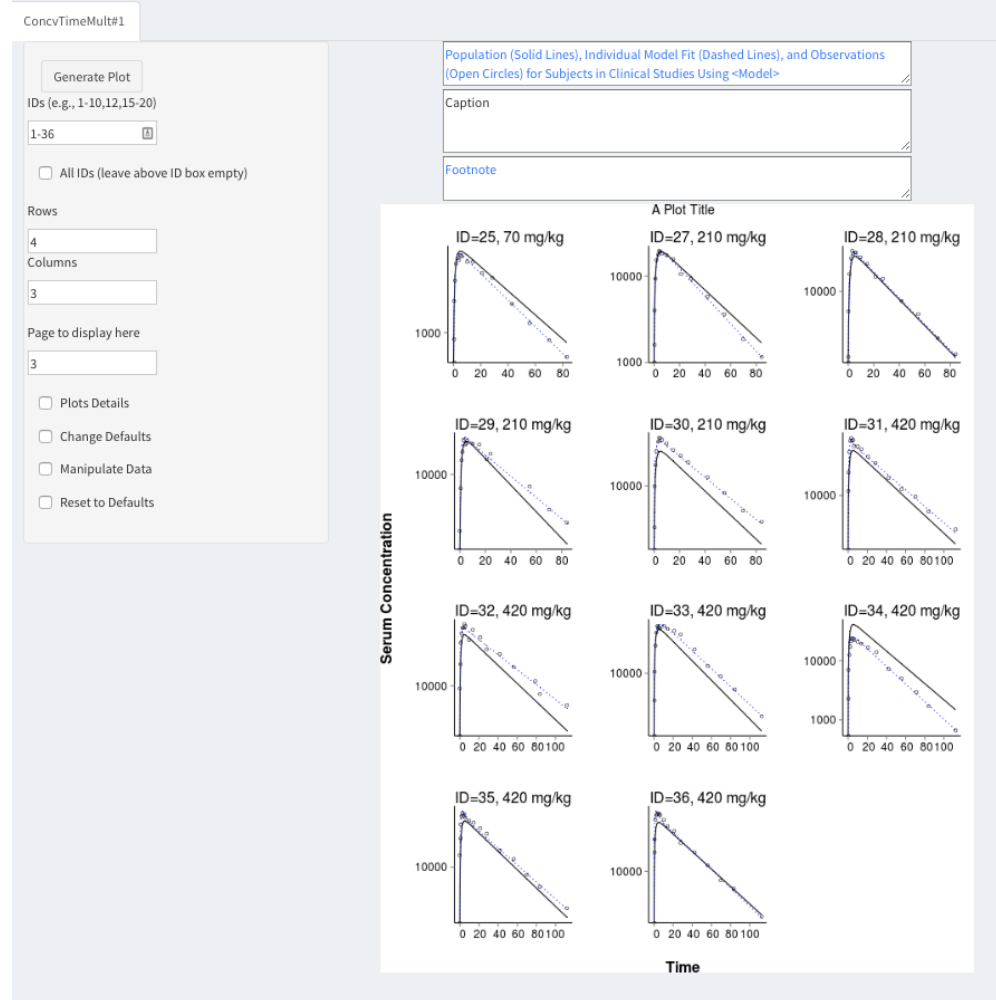 ConcvTimeMult#1
Generate Plot
IDs (e.g., 1-10,12,15-20)
1-36
All IDs (leave above ID box empty)
Rows
4
Columns
3
Page to display here
3
Plots Details
Change Defaults
Manipulate Data
Reset to Defaults
Population (Solid Lines), Individual Model Fit (Dashed Lines), and Observations
(Open Circles) for Subjects in Clinical Studies Using <Model>
Caption
Footnote
A Plot Title
Serum Concentration
ID=25, 70 mg/kg
1000
0 20 40 60 80
ID=27, 210 mg/kg
10000
1000
0 20 40 60 80
ID=28, 210 mg/kg
10000
0 20 40 60 80
ID=29, 210 mg/kg
10000
0 20 40 60 80
ID=30, 210 mg/kg
10000
0 20 40 60 80
ID=31, 420 mg/kg
10000
0 20 40 60 80 100
ID=32, 420 mg/kg
10000
0 20 40 60 80 100
ID=33, 420 mg/kg
10000
0 20 40 60 80 100
ID=34, 420 mg/kg
10000
1000
0 20 40 60 80 100
ID=35, 420 mg/kg
10000
0 20 40 60 80 100
ID=36, 420 mg/kg
10000
0 20 40 60 80 100
Time